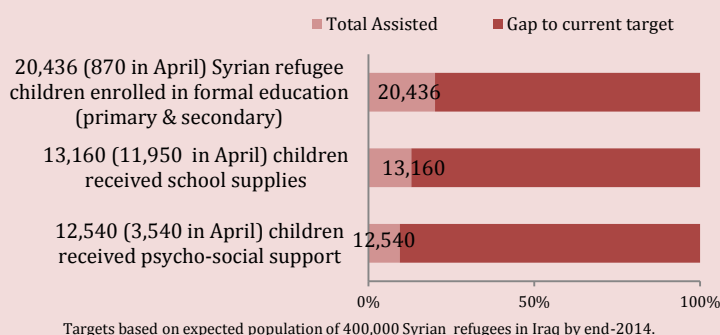 Total Assisted Gap to current target
20,436 (870 in April) Syrian refugee
children enrolled in formal education
(primary & secondary)
20,436
13,160 (11,950 in April) children
received school supplies
13,160
12,540 (3,540 in April) children
received psycho-social support
12,540
0% 50% 100%
Targets based on expected population of 400,000 Syrian refugees in Iraq by end-2014.